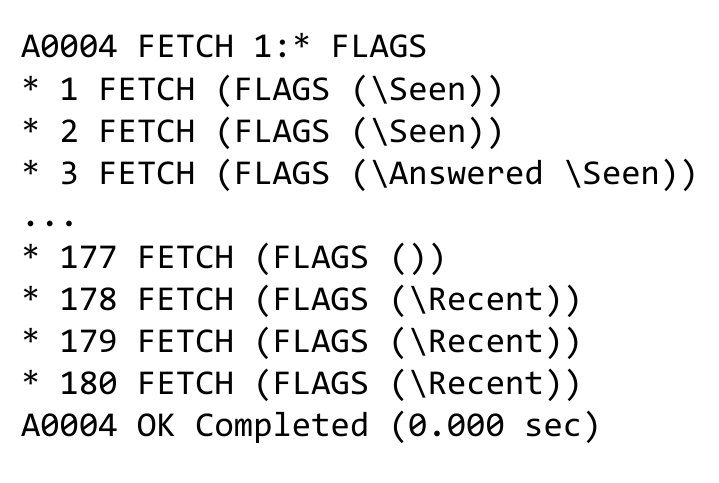 A0004 FETCH 1:* FLAGS
* 1 FETCH (FLAGS (\Seen))
* 2 FETCH (FLAGS (\Seen))
* 3 FETCH (FLAGS (\Answered \Seen))
...
* 177 FETCH (FLAGS ())
* 178 FETCH (FLAGS (\Recent))
* 179 FETCH (FLAGS (\Recent))
* 180 FETCH (FLAGS (\Recent))
A0004 OK Completed (0.000 sec)